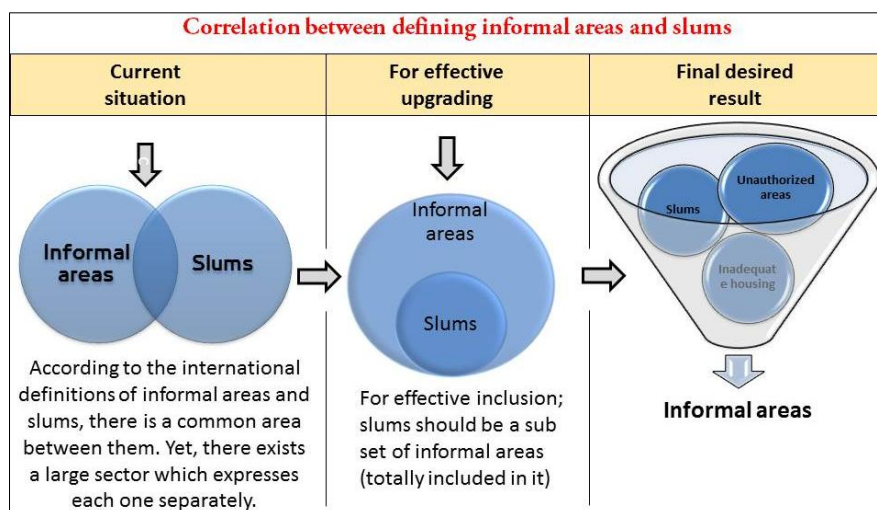 Correlation between defining informal areas and slums
Current
situation
For effective
upgrading
Final desired
result
Informal
areas
Slums
According to the international
definitions of informal areas and
slums, there is a common area
between them. Yet, there exists
a large sector which expresses
each one separately.
Informal
areas
Slums
For effective inclusion;
slums should be a sub
set of informal areas
(totally included in it)
Unauthorized
areas
Slums
Inadequat
e housing
Informal areas